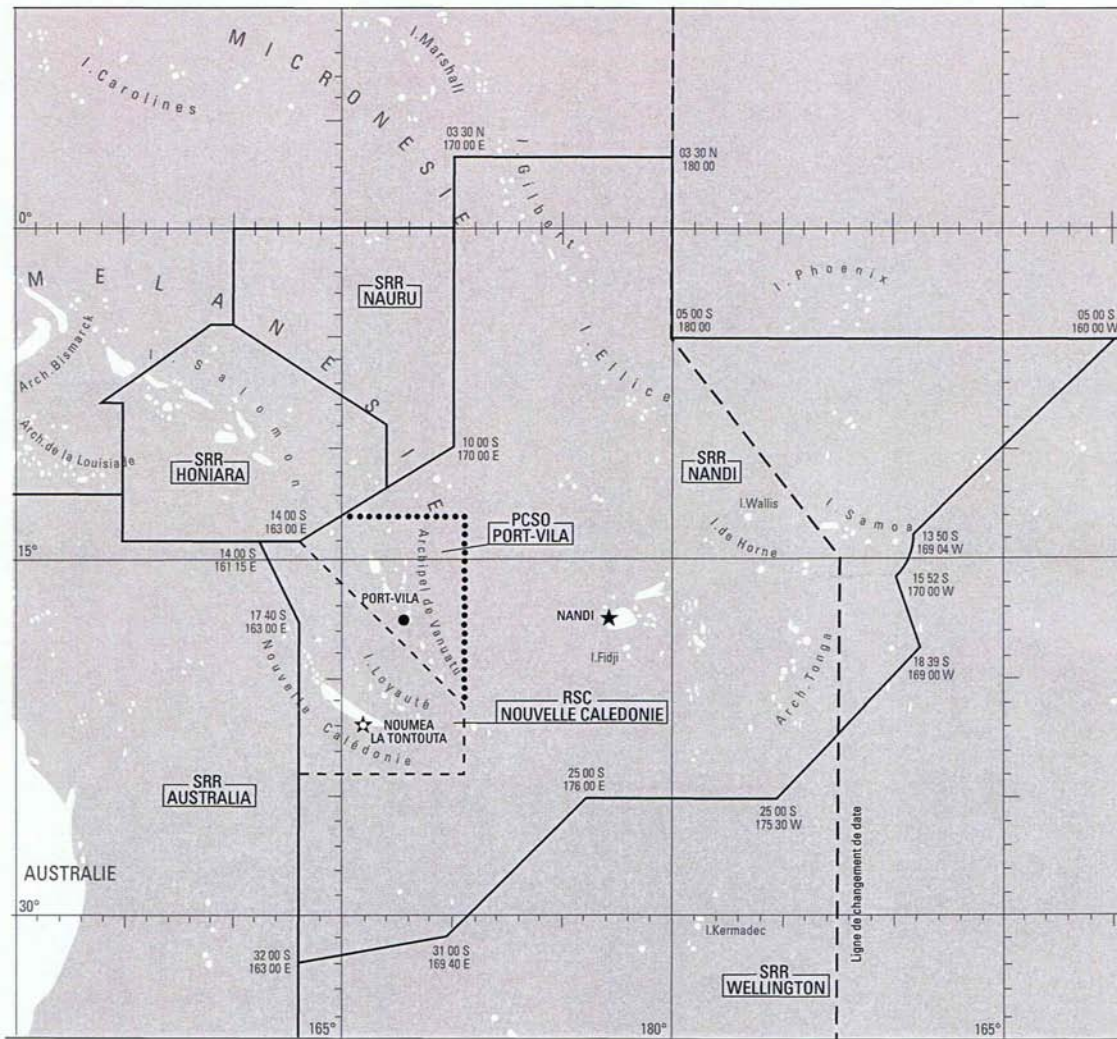 MICRONESIE
I.Marshall
I.Carolines
03 30 N
170 00 E
03 30 N
180 00
I.Gilbert
0°
SRR
NAURU
I.Phoenix
MELANESIE
Arch.Bismarck
05 00 S
180 00
05 00 S
160 00 W
I.Salomon
I.Ellice
Arch.de la Louisiade
SRR
HONIARA
10 00 S
170 00 E
SRR
NANDI
I.Wallis
I.Samoa
14 00 S
163 00 E
PCSO
PORT-VILA
I.de Horne
13 50 S
169 04 W
14 00 S
161 15 E
15°
Archipel de Vanuatu
15 52 S
170 00 W
PORT-VILA
NANDI
17 40 S
163 00 E
I.Fidji
18 39 S
169 00 W
Nouvelle Calédonie
I.Loyauté
Arch.Tonga
RSC
NOUVELLE CALEDONIE
NOUMEA
LA TONTOUTA
SRR
AUSTRALIA
25 00 S
176 00 E
25 00 S
175 30 W
Ligne de changement de date
AUSTRALIE
30°
I.Kermadec
32 00 S
163 00 E
31 00 S
169 40 E
SRR
WELLINGTON
165°
180°
165°